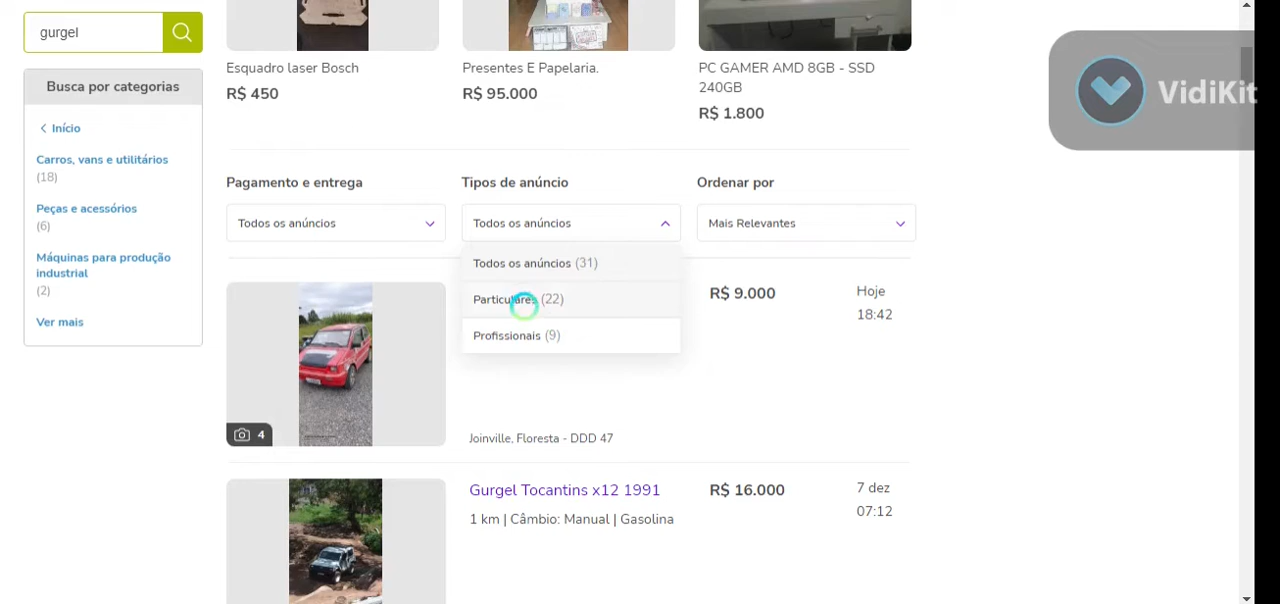 gurgel
Busca por categorias
Início
Carros, vans e utilitários
(18)
Peças e acessórios
(6)
Máquinas para produção
industrial
(2)
Ver mais
Esquadro laser Bosch
R$ 450
Presentes E Papelaria.
R$ 95.000
PC GAMER AMD 8GB - SSD
240GB
R$ 1.800
VidiKit
Pagamento e entrega
Todos os anúncios
Tipos de anúncio
Todos os anúncios
Ordenar por
Mais Relevantes
Todos os anúncios (31)
Particulares (22)
Profissionais (9)
R$ 9.000
Hoje
18:42
4
Joinville, Floresta - DDD 47
Gurgel Tocantins x12 1991
1 km | Câmbio: Manual | Gasolina
R$ 16.000
7 dez
07:12